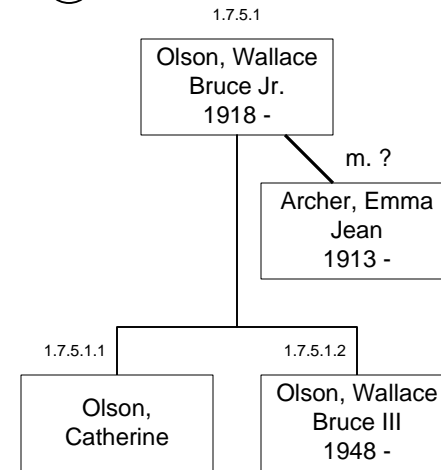 1.7.5.1
Olson, Wallace
Bruce Jr.
1918 -
m. ?
Archer, Emma
Jean
1913 -
1.7.5.1.1
1.7.5.1.2
Olson,
Catherine
Olson, Wallace
Bruce III
1948 -